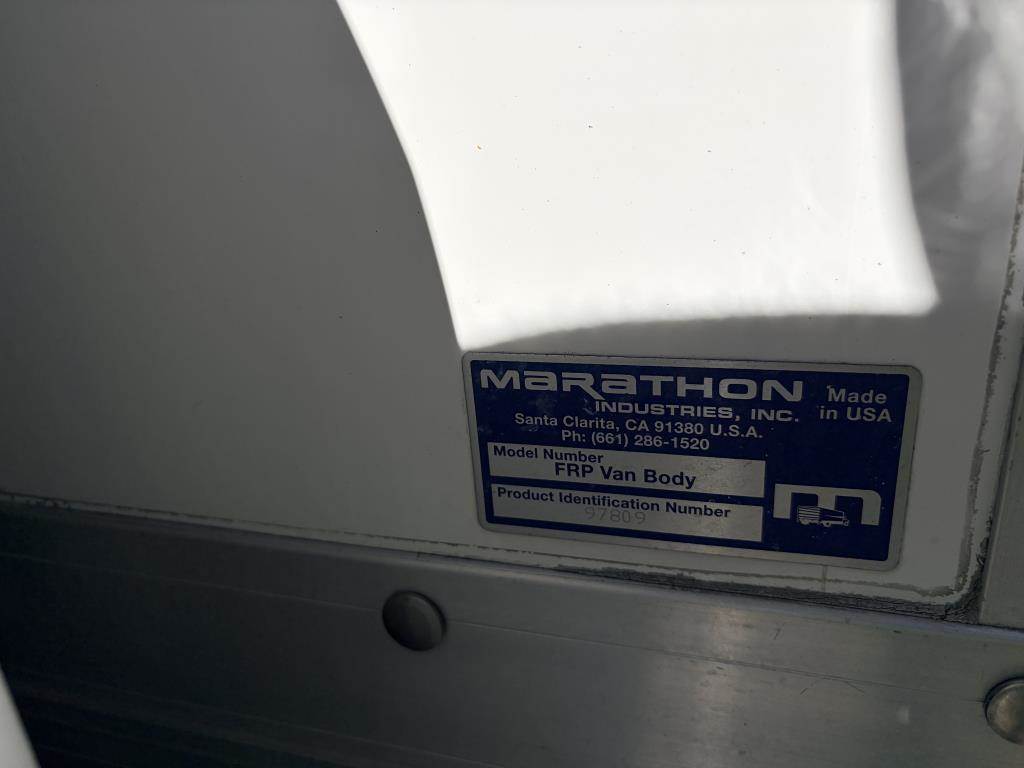 MARATHON
INDUSTRIES, INC.
Made
in USA
Santa Clarita, CA 91380 U.S.A.
Ph: (661) 286-1520
Model Number
FRP Van Body
Product Identification Number
97809